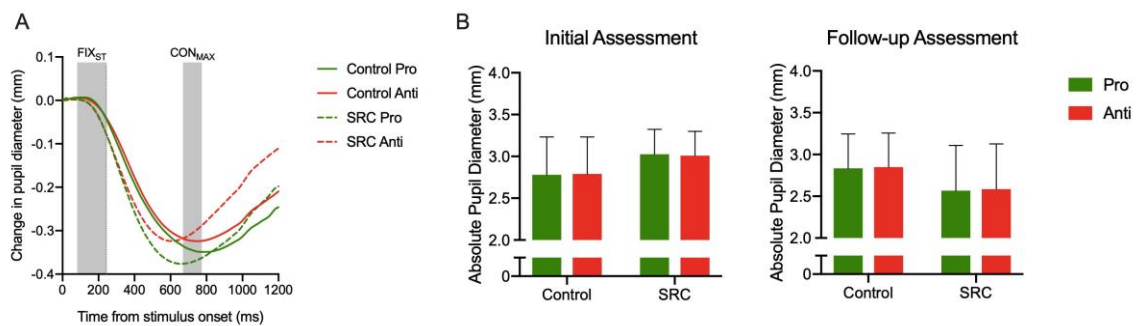 A
FIXST
CONMAX
Control Pro
Control Anti
SRC Pro
SRC Anti
Change in pupil diameter (mm)
0.1
0.0
-0.1
-0.2
-0.3
-0.4
0 200 400 600 800 1000 1200
Time from stimulus onset (ms)
B
Initial Assessment
Absolute Pupil Diameter (mm)
4.0
3.5
3.0
2.5
2.0
0
Control SRC
Follow-up Assessment
Absolute Pupil Diameter (mm)
4.0
3.5
3.0
2.5
2.0
0
Control SRC
Pro
Anti